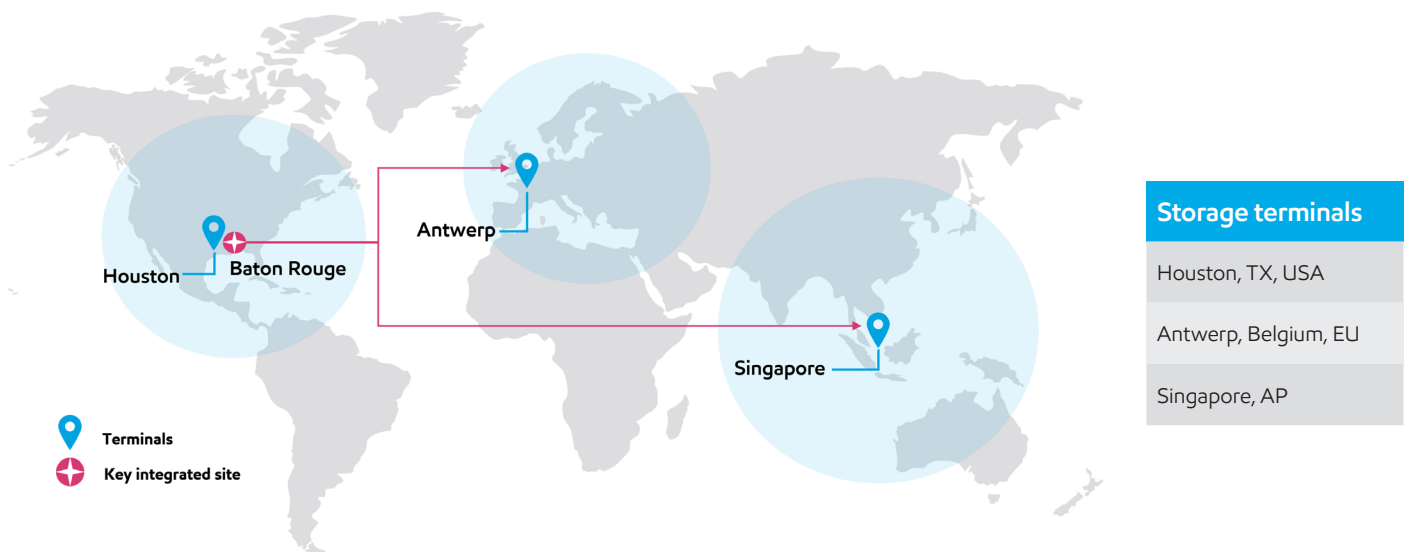 Antwerp
Houston
Baton Rouge
Singapore
Terminals
Key integrated site
Storage terminals
Houston, TX, USA
Antwerp, Belgium, EU
Singapore, AP